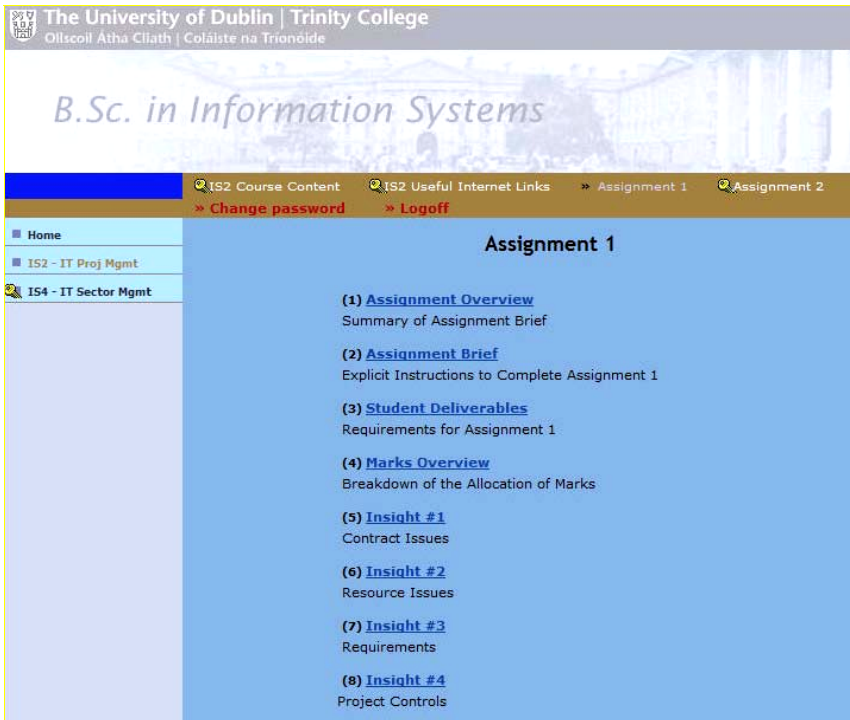 The University of Dublin | Trinity College
Ollscoil Átha Cliath | Coláiste na Tríonóide
B.Sc. in Information Systems
IS2 Course Content IS2 Useful Internet Links » Assignment 1 Assignment 2
» Change password » Logoff
Home
IS2 - IT Proj Mgmt
IS4 - IT Sector Mgmt
Assignment 1
(1) Assignment Overview
Summary of Assignment Brief
(2) Assignment Brief
Explicit Instructions to Complete Assignment 1
(3) Student Deliverables
Requirements for Assignment 1
(4) Marks Overview
Breakdown of the Allocation of Marks
(5) Insight #1
Contract Issues
(6) Insight #2
Resource Issues
(7) Insight #3
Requirements
(8) Insight #4
Project Controls